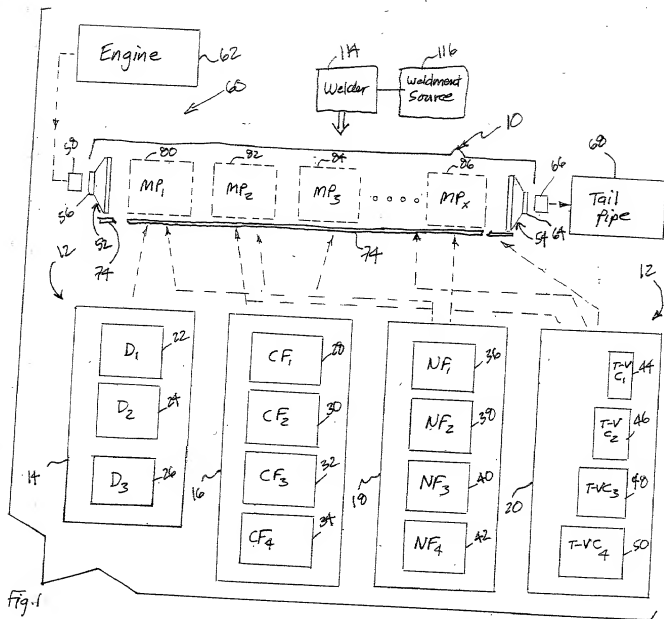 114
116
Engine
62
Welder
Weldment
Source
10
60
80
82
84
86
58
66
68
MP1
MP2
MP3
MPx
Tail
pipe
56
52
54
64
74
74
12
12
D1
22
CF1
28
NF1
36
T-V
C1
44
D2
24
CF2
30
NF2
38
T-V
C2
46
D3
26
CF3
32
NF3
40
T-VC3
48
14
16
18
20
CF4
34
NF4
42
T-VC4
50
Fig.1